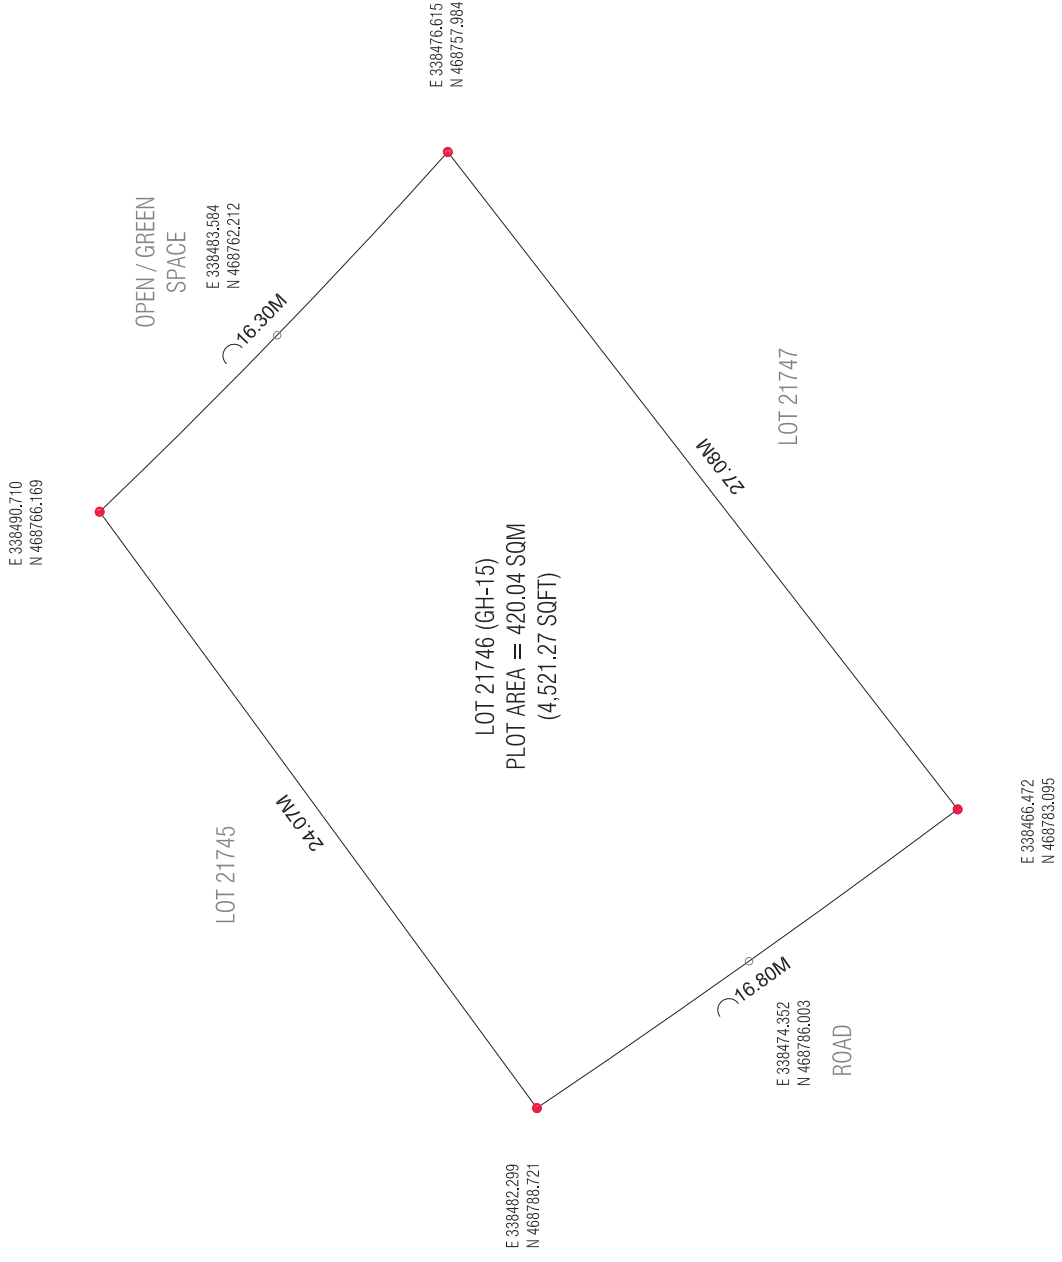 E 338476.615
N 468757.984
OPEN / GREEN
SPACE
E 338483.584
N 468762.212
16.30M
E 338490.710
N 468766.169
LOT 21747
27.08M
LOT 21746 (GH-15)
PLOT AREA = 420.04 SQM
(4,521.27 SQFT)
24.07M
LOT 21745
E 338466.472
N 468783.095
16.80M
E 338474.352
N 468786.003
ROAD
E 338482.299
N 468788.721